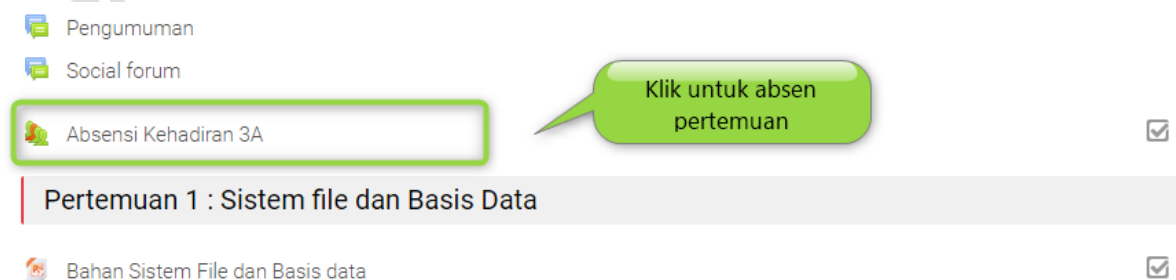 Pengumuman
Social forum
Klik untuk absen
pertemuan
Absensi Kehadiran 3A
Pertemuan 1 : Sistem file dan Basis Data
Bahan Sistem File dan Basis data